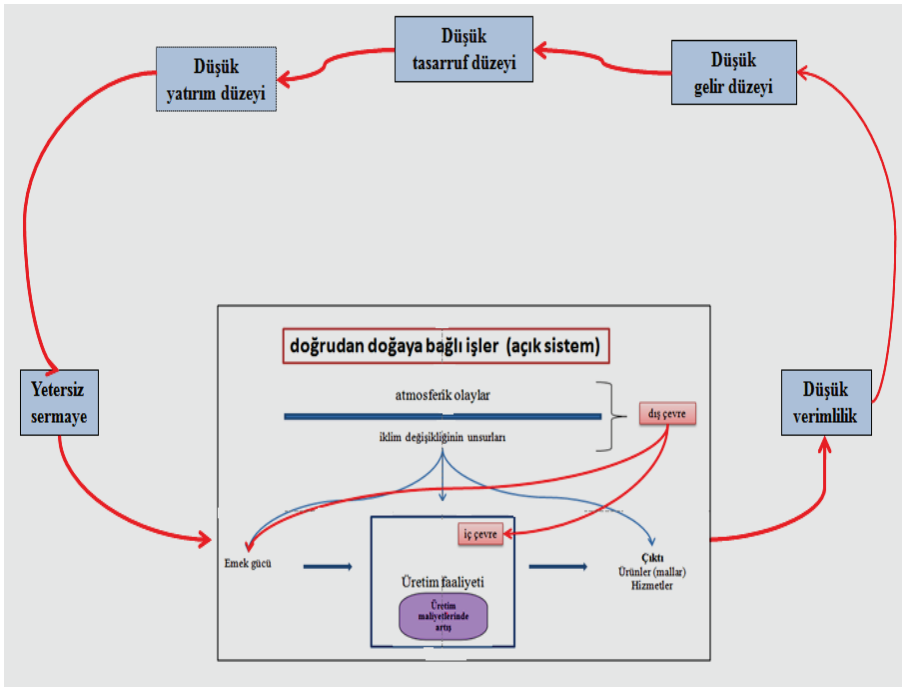 Düşük
tasarruf düzeyi
Düşük
yatırım düzeyi
Düşük
gelir düzeyi
doğrudan doğaya bağlı işler (açık sistem)
Yetersiz
sermaye
Düşük
verimlilik
atmosferik olaylar
dış çevre
iklim değişikliğinin unsurları
iç çevre
Emek gücü
Çıktı
Ürünler (mallar)
Hizmetler
Üretim faaliyeti
Üretim
maliyetlerinde
artış